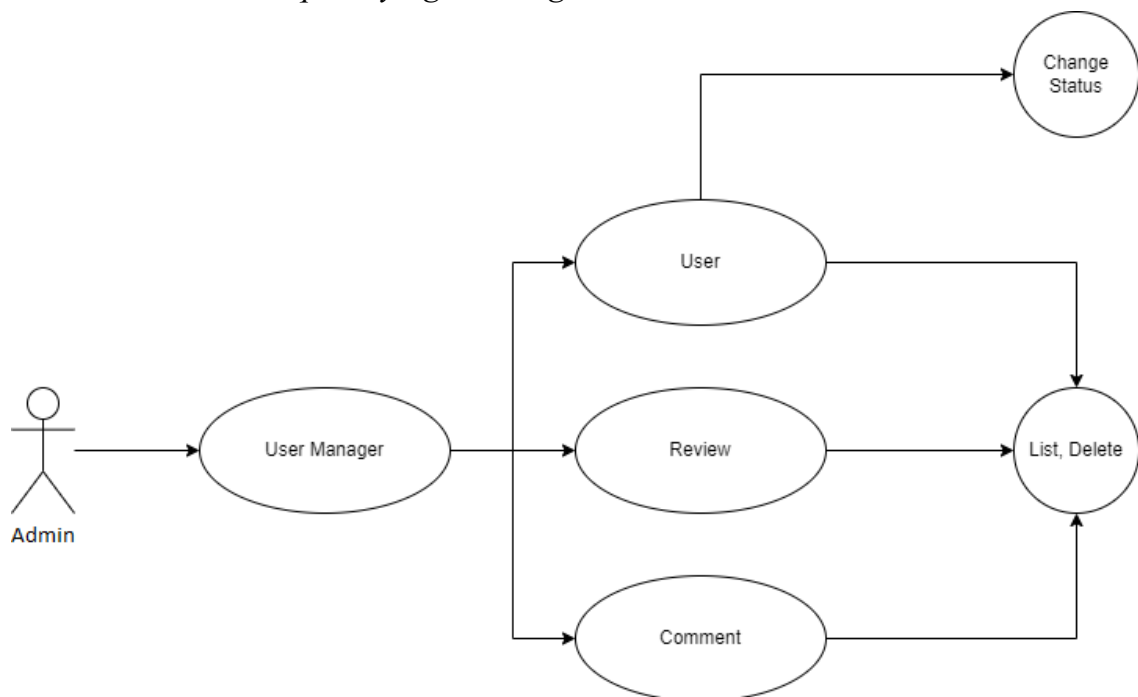 Change
Status
User
User Manager
Review
List, Delete
Admin
Comment